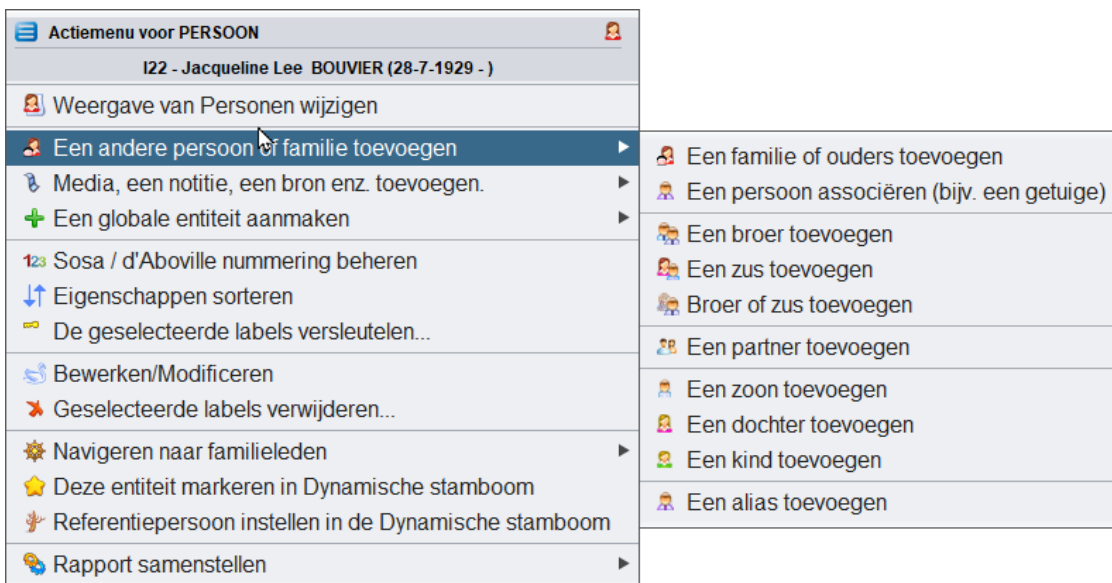 Actiemenu voor PERSOON
I22 - Jacqueline Lee BOUVIER (28-7-1929 - )
Weergave van Personen wijzigen
Een andere persoon of familie toevoegen
Media, een notitie, een bron enz. toevoegen.
Een globale entiteit aanmaken
123 Sosa / d'Aboville nummering beheren
Eigenschappen sorteren
De geselecteerde labels versleutelen...
Bewerken/Modificeren
Geselecteerde labels verwijderen...
Navigeren naar familieleden
Deze entiteit markeren in Dynamische stamboom
Referentiepersoon instellen in de Dynamische stamboom
Rapport samenstellen
Een familie of ouders toevoegen
Een persoon associëren (bijv. een getuige)
Een broer toevoegen
Een zus toevoegen
Broer of zus toevoegen
Een partner toevoegen
Een zoon toevoegen
Een dochter toevoegen
Een kind toevoegen
Een alias toevoegen